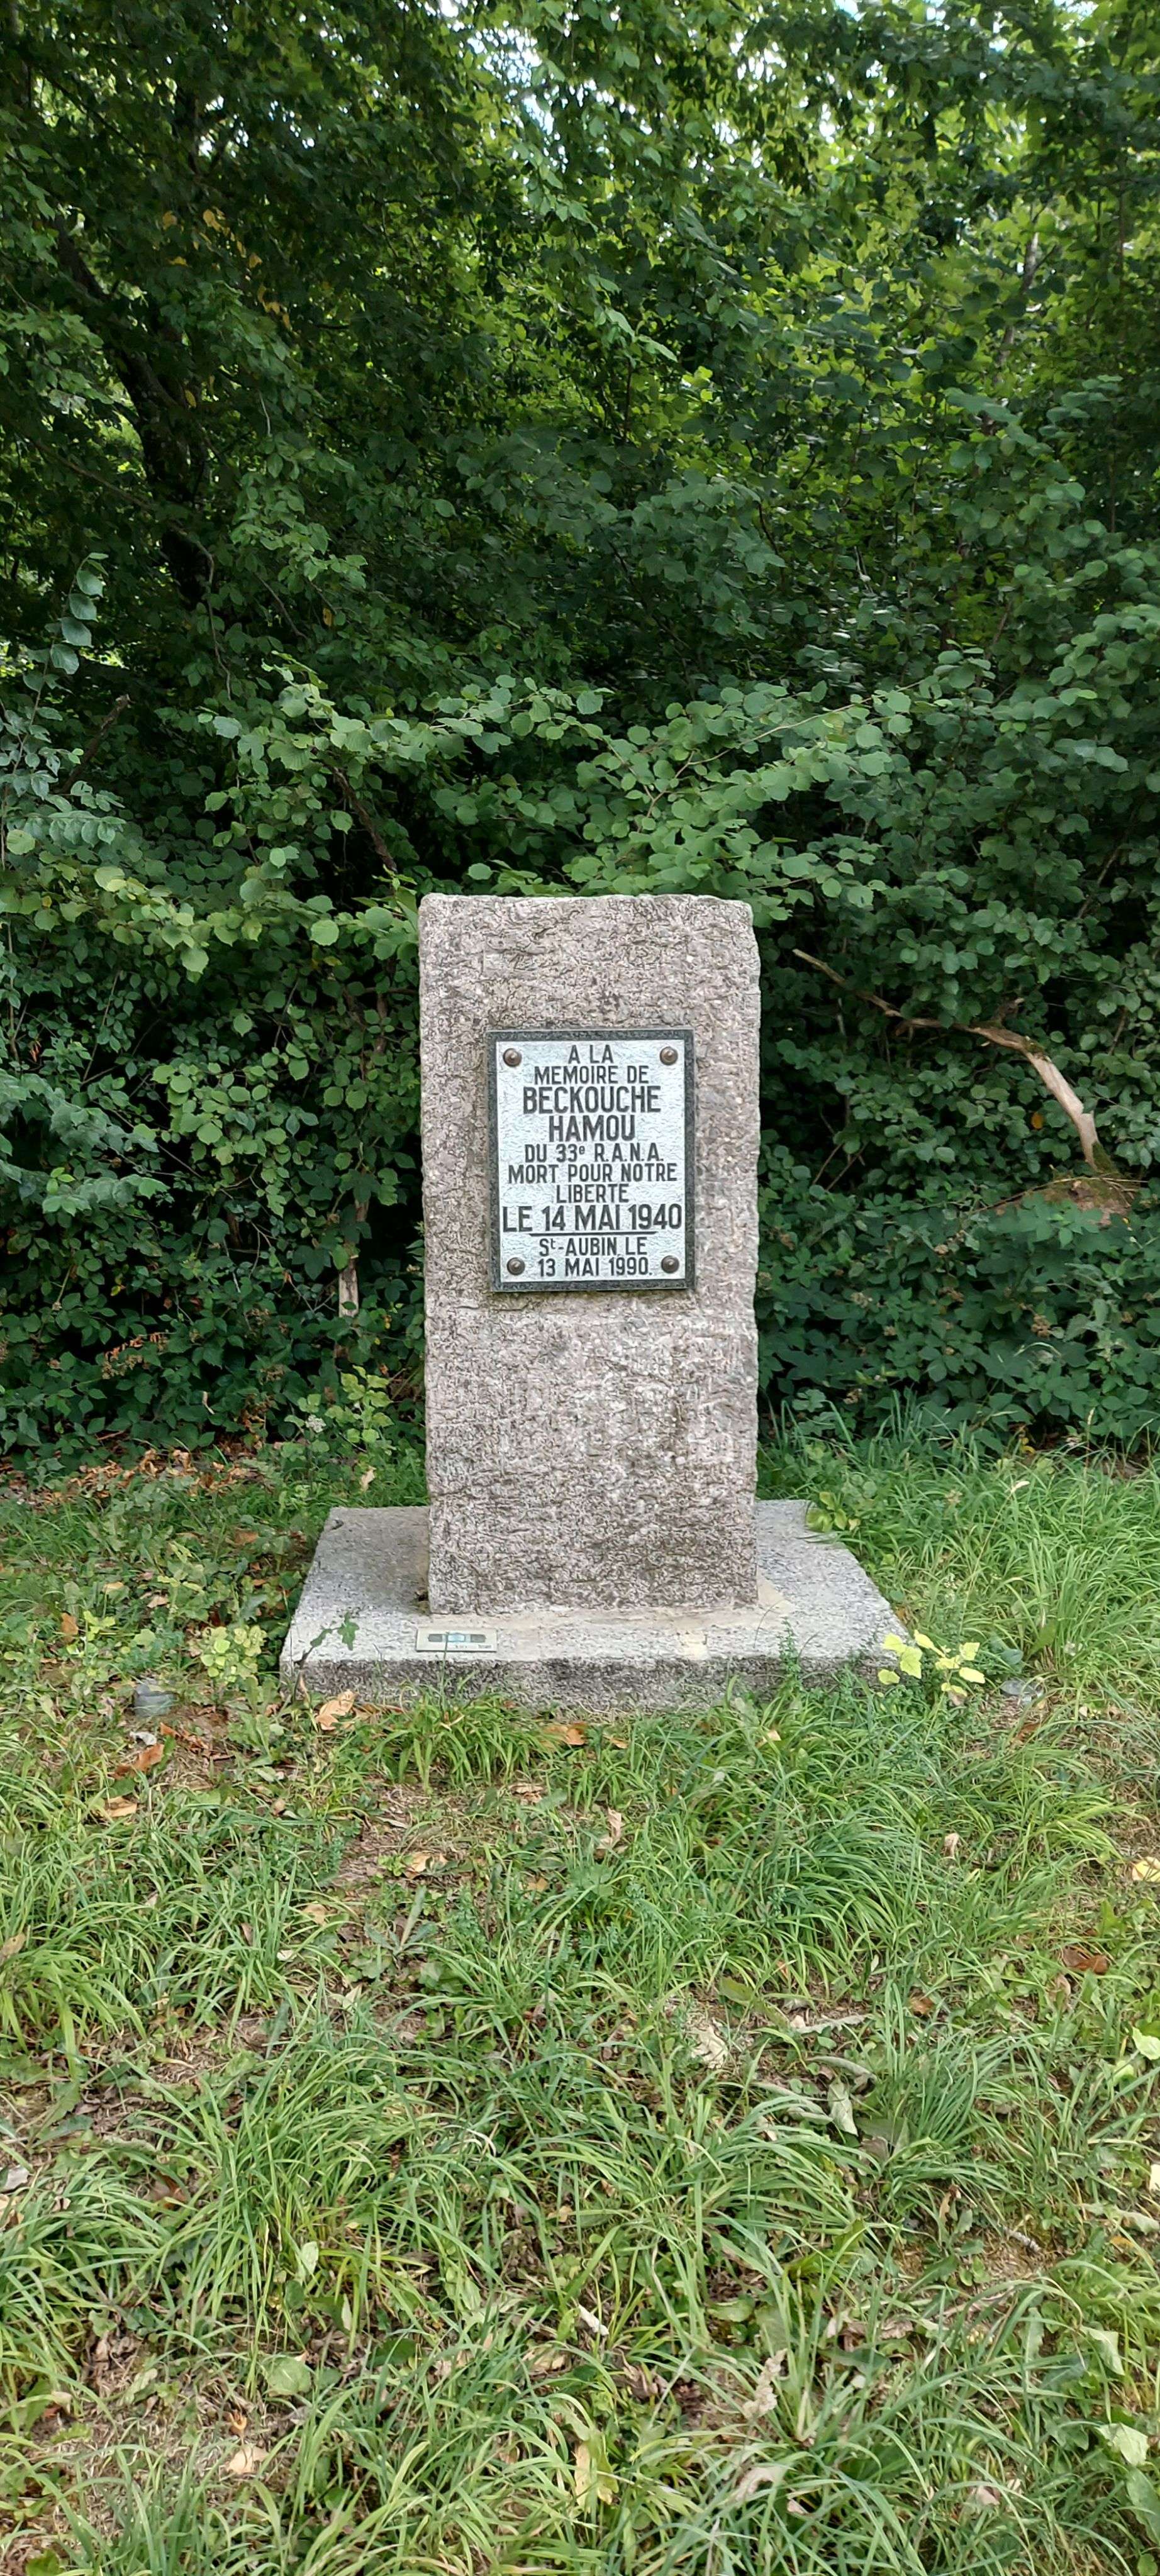 A LA
MEMOIRE DE
BECKOUCHE
HAMOU
DU 33e R.A.N.A.
MORT POUR NOTRE
LIBERTE
LE 14 MAI 1940
St-AUBIN LE
13 MAI 1990.